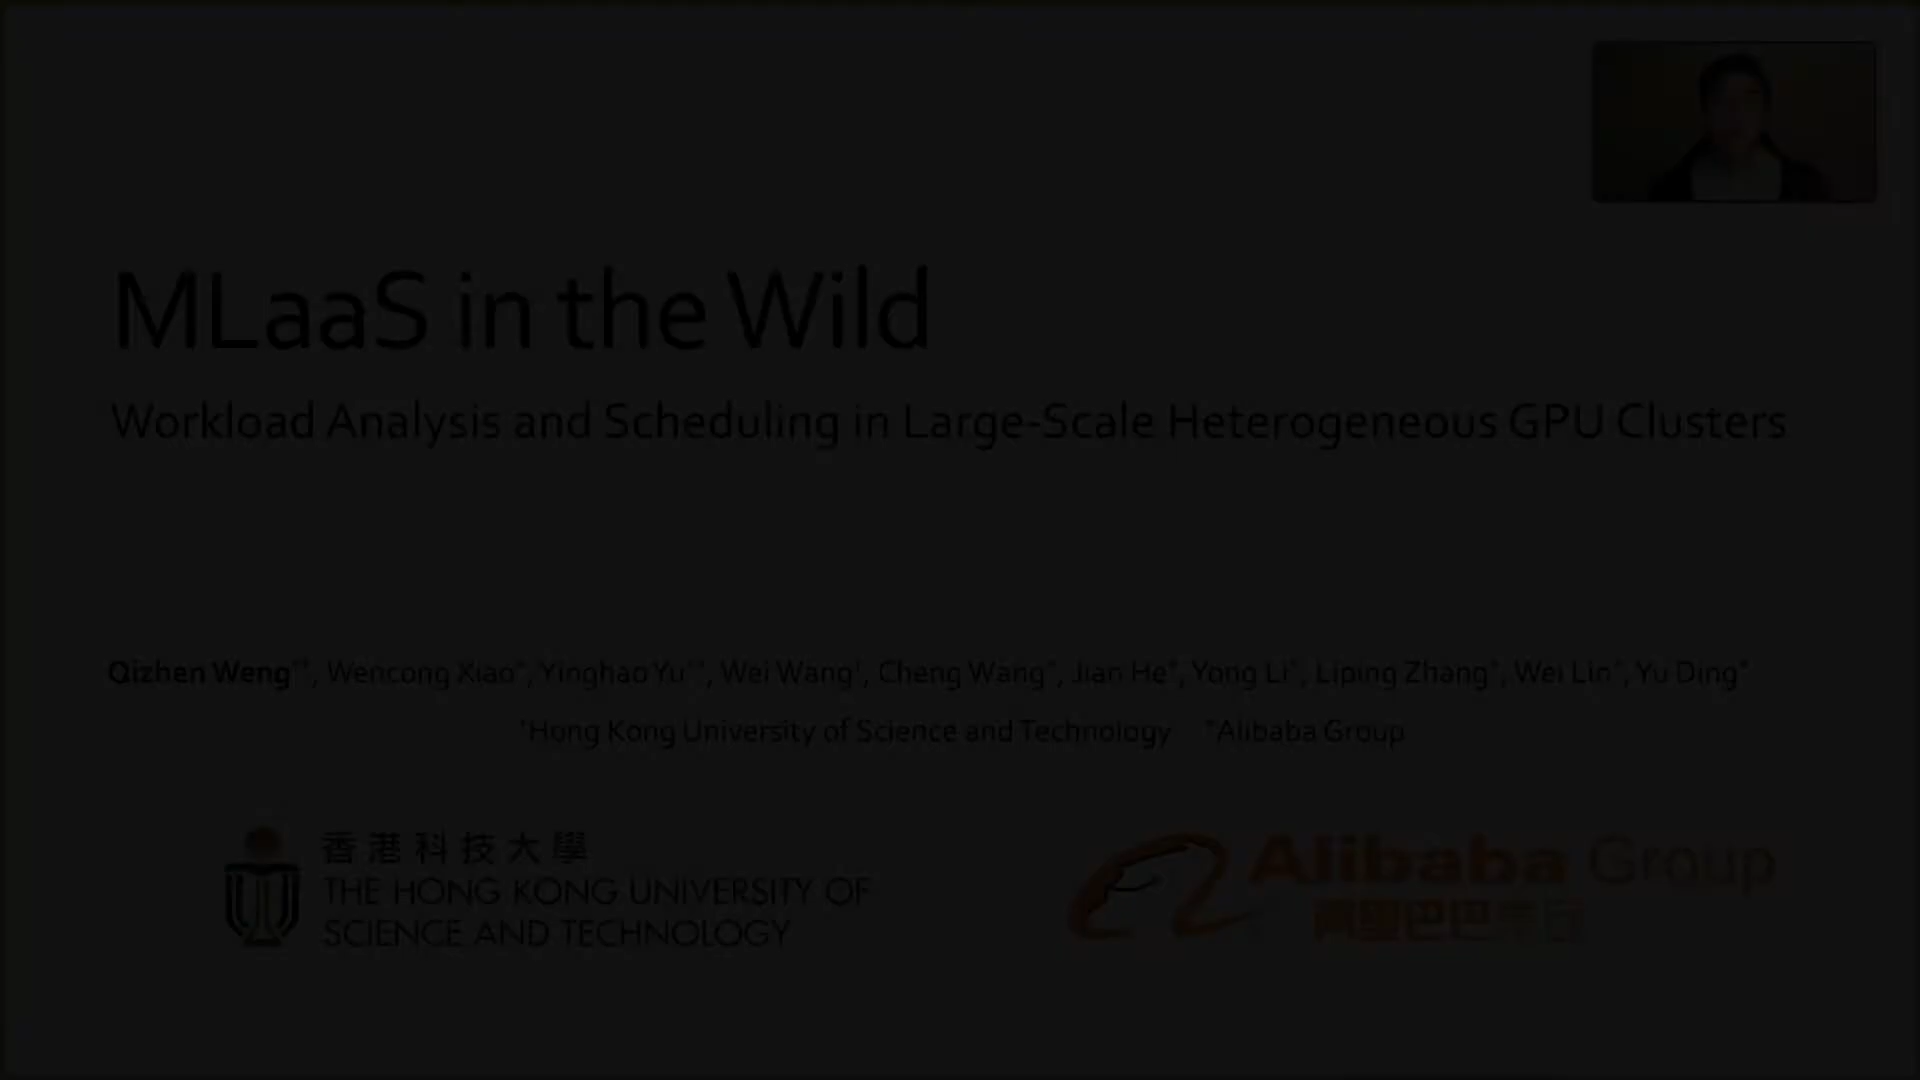 MLaaS in the Wild
Workload Analysis and Scheduling in Large-Scale Heterogeneous GPU Clusters
Qizhen Weng†*, Wencong Xiao*, Yinghao Yu*†, Wei Wang†, Cheng Wang*, Jian He*, Yong Li*, Liping Zhang*, Wei Lin*, Yu Ding*
†Hong Kong University of Science and Technology *Alibaba Group
香港科技大學
THE HONG KONG UNIVERSITY OF
SCIENCE AND TECHNOLOGY
Alibaba Group
阿里巴巴集团